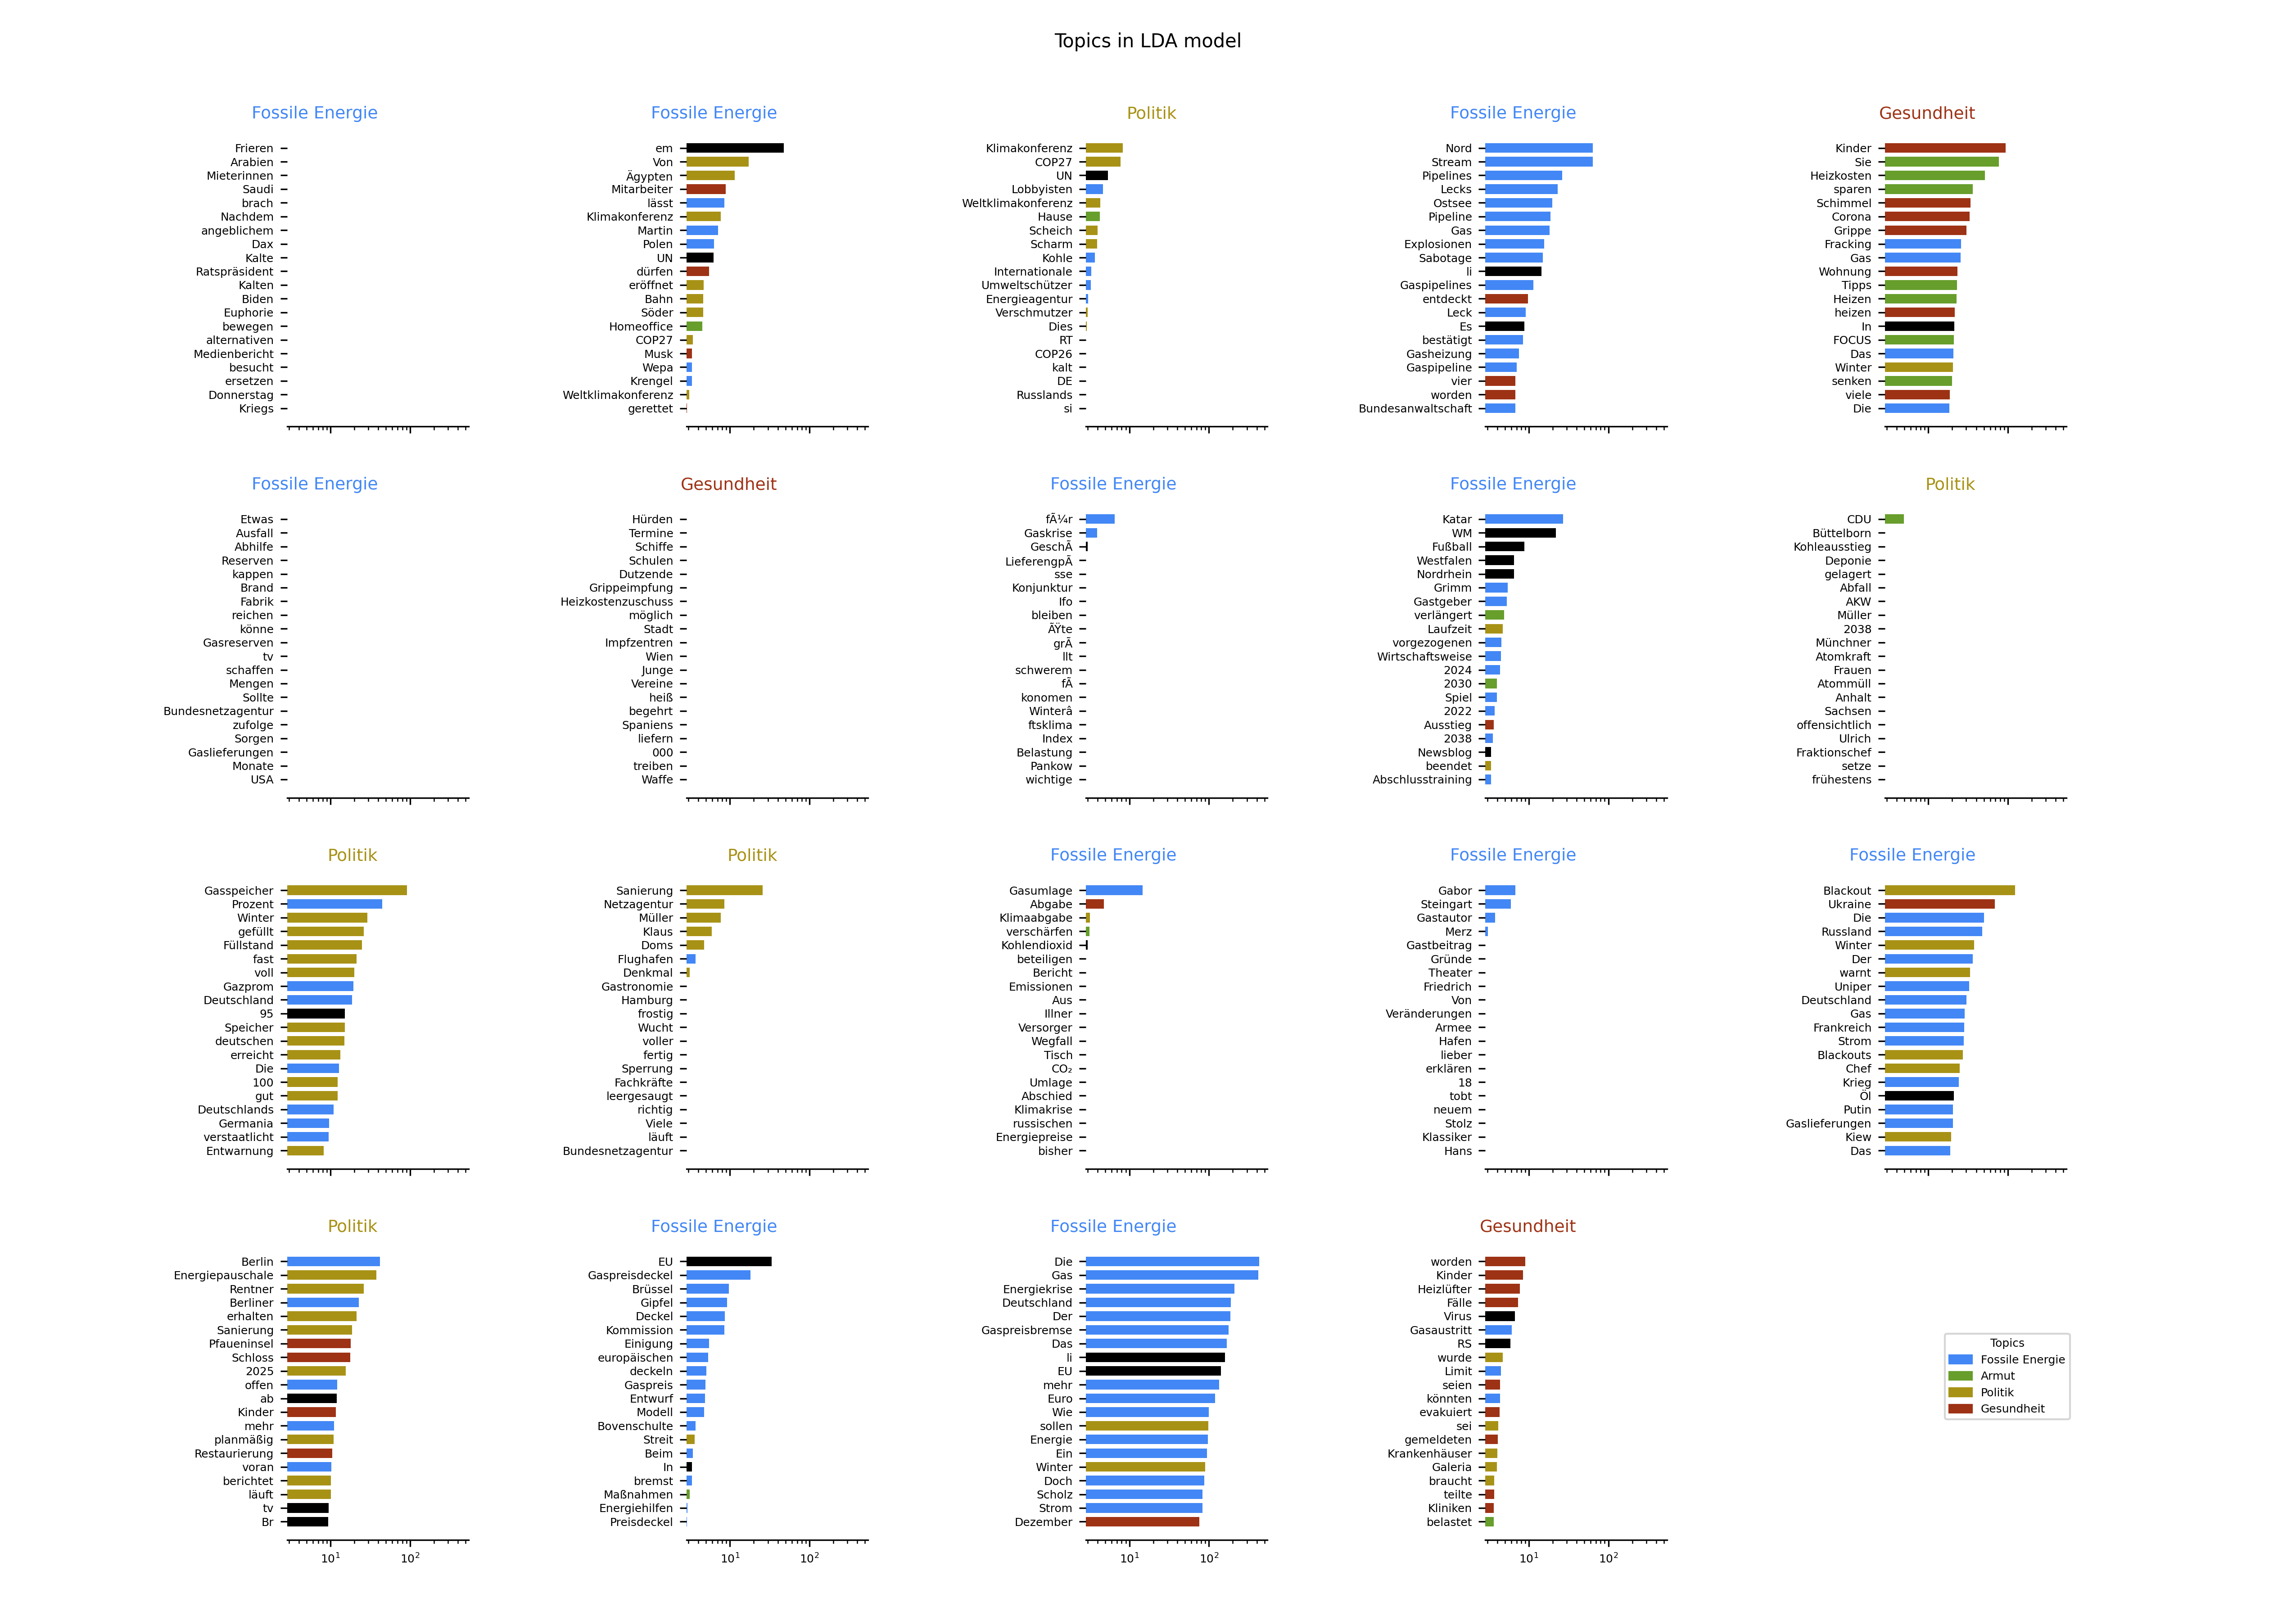 Topics in LDA model
Fossile Energie
Frieren
Arabien
Mieterinnen
Saudi
brach
Nachdem
angeblichem
Dax
Kalte
Ratspräsident
Kalten
Biden
Euphorie
bewegen
alternativen
Medienbericht
besucht
ersetzen
Donnerstag
Kriegs
Fossile Energie
em
Von
Ägypten
Mitarbeiter
lässt
Klimakonferenz
Martin
Polen
UN
dürfen
eröffnet
Bahn
Söder
Homeoffice
COP27
Musk
Wepa
Krengel
Weltklimakonferenz
gerettet
Politik
Klimakonferenz
COP27
UN
Lobbyisten
Weltklimakonferenz
Hause
Scheich
Scharm
Kohle
Internationale
Umweltschützer
Energieagentur
Verschmutzer
Dies
RT
COP26
kalt
DE
Russlands
si
Fossile Energie
Nord
Stream
Pipelines
Lecks
Ostsee
Pipeline
Gas
Explosionen
Sabotage
li
Gaspipelines
entdeckt
Leck
Es
bestätigt
Gasheizung
Gaspipeline
vier
worden
Bundesanwaltschaft
Gesundheit
Kinder
Sie
Heizkosten
sparen
Schimmel
Corona
Grippe
Fracking
Gas
Wohnung
Tipps
Heizen
heizen
In
FOCUS
Das
Winter
senken
viele
Die
Fossile Energie
Etwas
Ausfall
Abhilfe
Reserven
kappen
Brand
Fabrik
reichen
könne
Gasreserven
tv
schaffen
Mengen
Sollte
Bundesnetzagentur
zufolge
Sorgen
Gaslieferungen
Monate
USA
Gesundheit
Hürden
Termine
Schiffe
Schulen
Dutzende
Grippeimpfung
Heizkostenzuschuss
möglich
Stadt
Impfzentren
Wien
Junge
Vereine
heiß
begehrt
Spaniens
liefern
000
treiben
Waffe
Fossile Energie
fÃ¼r
Gaskrise
GeschÃ
LieferengpÃ
sse
Konjunktur
Ifo
bleiben
ÃŸte
grÃ
llt
schwerem
fÃ
konomen
Winterâ
ftsklima
Index
Belastung
Pankow
wichtige
Fossile Energie
Katar
WM
Fußball
Westfalen
Nordrhein
Grimm
Gastgeber
verlängert
Laufzeit
vorgezogenen
Wirtschaftsweise
2024
2030
Spiel
2022
Ausstieg
2038
Newsblog
beendet
Abschlusstraining
Politik
CDU
Büttelborn
Kohleausstieg
Deponie
gelagert
Abfall
AKW
Müller
2038
Münchner
Atomkraft
Frauen
Atommüll
Anhalt
Sachsen
offensichtlich
Ulrich
Fraktionschef
setze
frühestens
Politik
Gasspeicher
Prozent
Winter
gefüllt
Füllstand
fast
voll
Gazprom
Deutschland
95
Speicher
deutschen
erreicht
Die
100
gut
Deutschlands
Germania
verstaatlicht
Entwarnung
Politik
Sanierung
Netzagentur
Müller
Klaus
Doms
Flughafen
Denkmal
Gastronomie
Hamburg
frostig
Wucht
voller
fertig
Sperrung
Fachkräfte
leergesaugt
richtig
Viele
läuft
Bundesnetzagentur
Fossile Energie
Gasumlage
Abgabe
Klimaabgabe
verschärfen
Kohlendioxid
beteiligen
Bericht
Emissionen
Aus
Illner
Versorger
Wegfall
Tisch
CO₂
Umlage
Abschied
Klimakrise
russischen
Energiepreise
bisher
Fossile Energie
Gabor
Steingart
Gastautor
Merz
Gastbeitrag
Gründe
Theater
Friedrich
Von
Veränderungen
Armee
Hafen
lieber
erklären
18
tobt
neuem
Stolz
Klassiker
Hans
Fossile Energie
Blackout
Ukraine
Die
Russland
Winter
Der
warnt
Uniper
Deutschland
Gas
Frankreich
Strom
Blackouts
Chef
Krieg
Öl
Putin
Gaslieferungen
Kiew
Das
Politik
Berlin
Energiepauschale
Rentner
Berliner
erhalten
Sanierung
Pfaueninsel
Schloss
2025
offen
ab
Kinder
mehr
planmäßig
Restaurierung
voran
berichtet
läuft
tv
Br
10¹ 10²
Fossile Energie
EU
Gaspreisdeckel
Brüssel
Gipfel
Deckel
Kommission
Einigung
europäischen
deckeln
Gaspreis
Entwurf
Modell
Bovenschulte
Streit
Beim
In
bremst
Maßnahmen
Energiehilfen
Preisdeckel
10¹ 10²
Fossile Energie
Die
Gas
Energiekrise
Deutschland
Der
Gaspreisbremse
Das
li
EU
mehr
Euro
Wie
sollen
Energie
Ein
Winter
Doch
Scholz
Strom
Dezember
10¹ 10²
Gesundheit
worden
Kinder
Heizlüfter
Fälle
Virus
Gasaustritt
RS
wurde
Limit
seien
könnten
evakuiert
sei
gemeldeten
Krankenhäuser
Galeria
braucht
teilte
Kliniken
belastet
10¹ 10²
Topics
Fossile Energie
Armut
Politik
Gesundheit